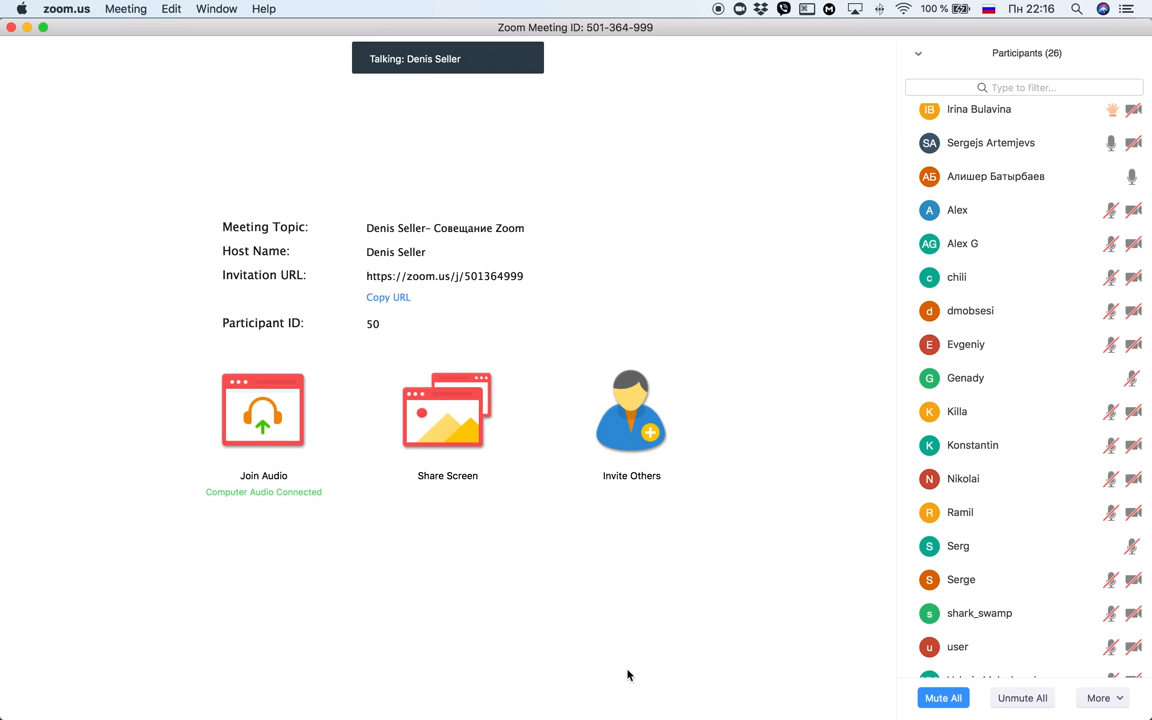 zoom.us Meeting Edit Window Help
100 % Пн 22:16
Zoom Meeting ID: 501-364-999
Talking: Denis Seller
Participants (26)
Type to filter...
Meeting Topic: Denis Seller- Совещание Zoom
Host Name: Denis Seller
Invitation URL: https://zoom.us/j/501364999
Copy URL
Participant ID: 50
Join Audio
Computer Audio Connected
Share Screen
Invite Others
IB Irina Bulavina
SA Sergejs Artemjevs
АБ Алишер Батырбаев
A Alex
AG Alex G
c chili
d dmobsesi
E Evgeniy
G Genady
K Killa
K Konstantin
N Nikolai
R Ramil
S Serg
S Serge
s shark_swamp
u user
Mute All
Unmute All
More